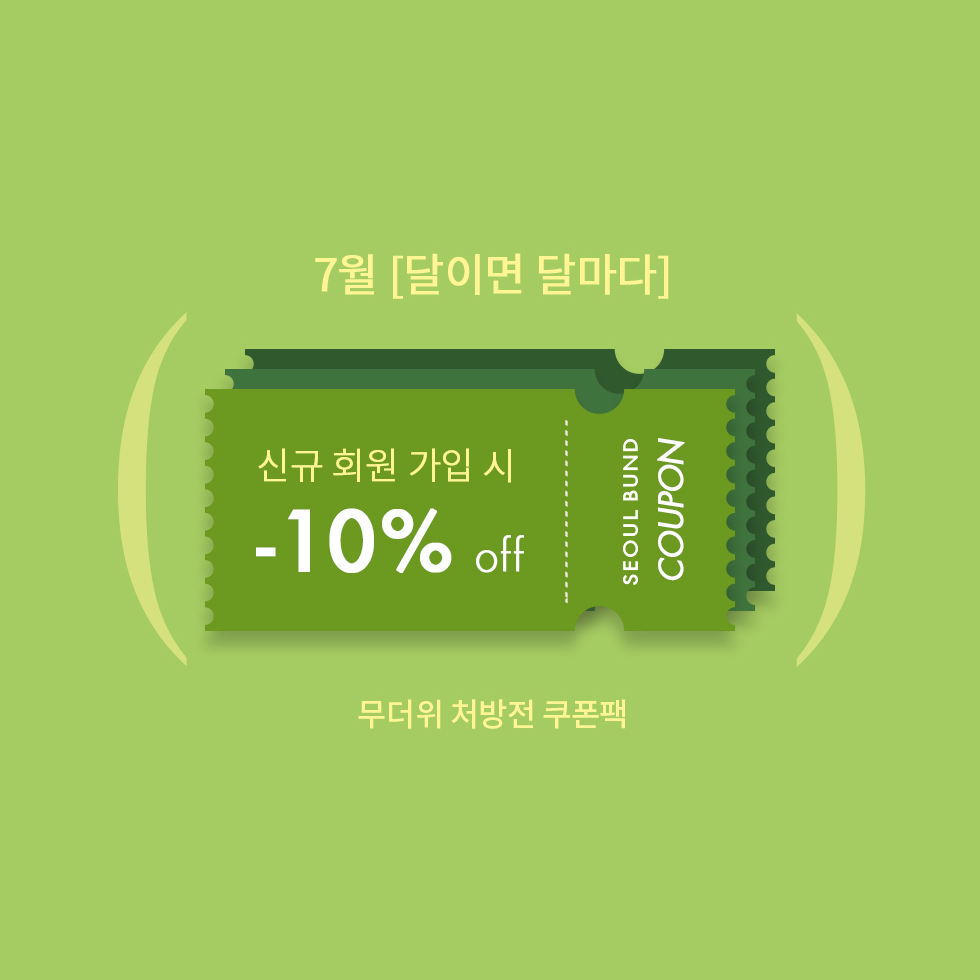 7월 [달이면 달마다]
신규 회원 가입 시
-10% off
SEOUL BUND
COUPON
무더위 처방전 쿠폰팩